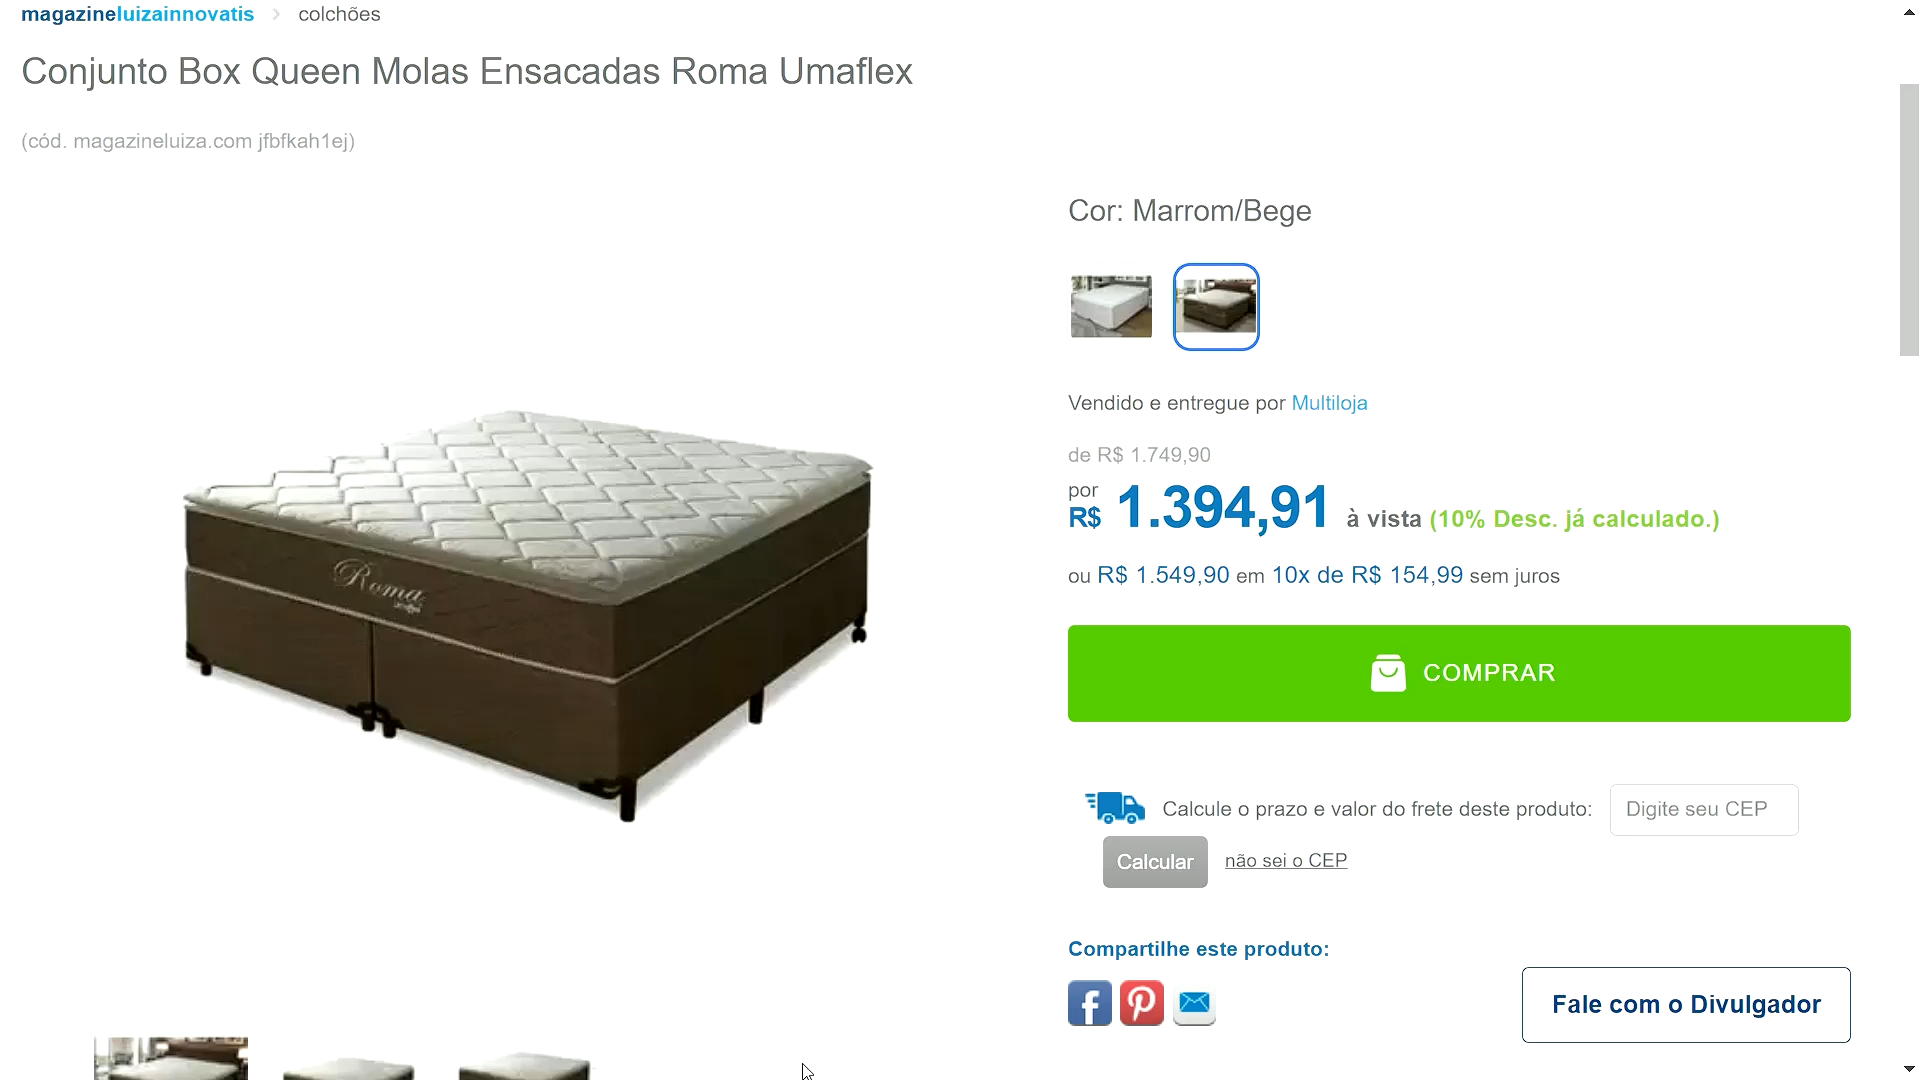 magazineluizainnovatis > colchões
Conjunto Box Queen Molas Ensacadas Roma Umaflex
(cód. magazineluiza.com jfbfkah1ej)
Cor: Marrom/Bege
Vendido e entregue por Multiloja
de R$ 1.749,90
por
R$ 1.394,91 à vista (10% Desc. já calculado.)
ou R$ 1.549,90 em 10x de R$ 154,99 sem juros
Roma
COMPRAR
Calcule o prazo e valor do frete deste produto: Digite seu CEP
Calcular não sei o CEP
Compartilhe este produto:
Fale com o Divulgador